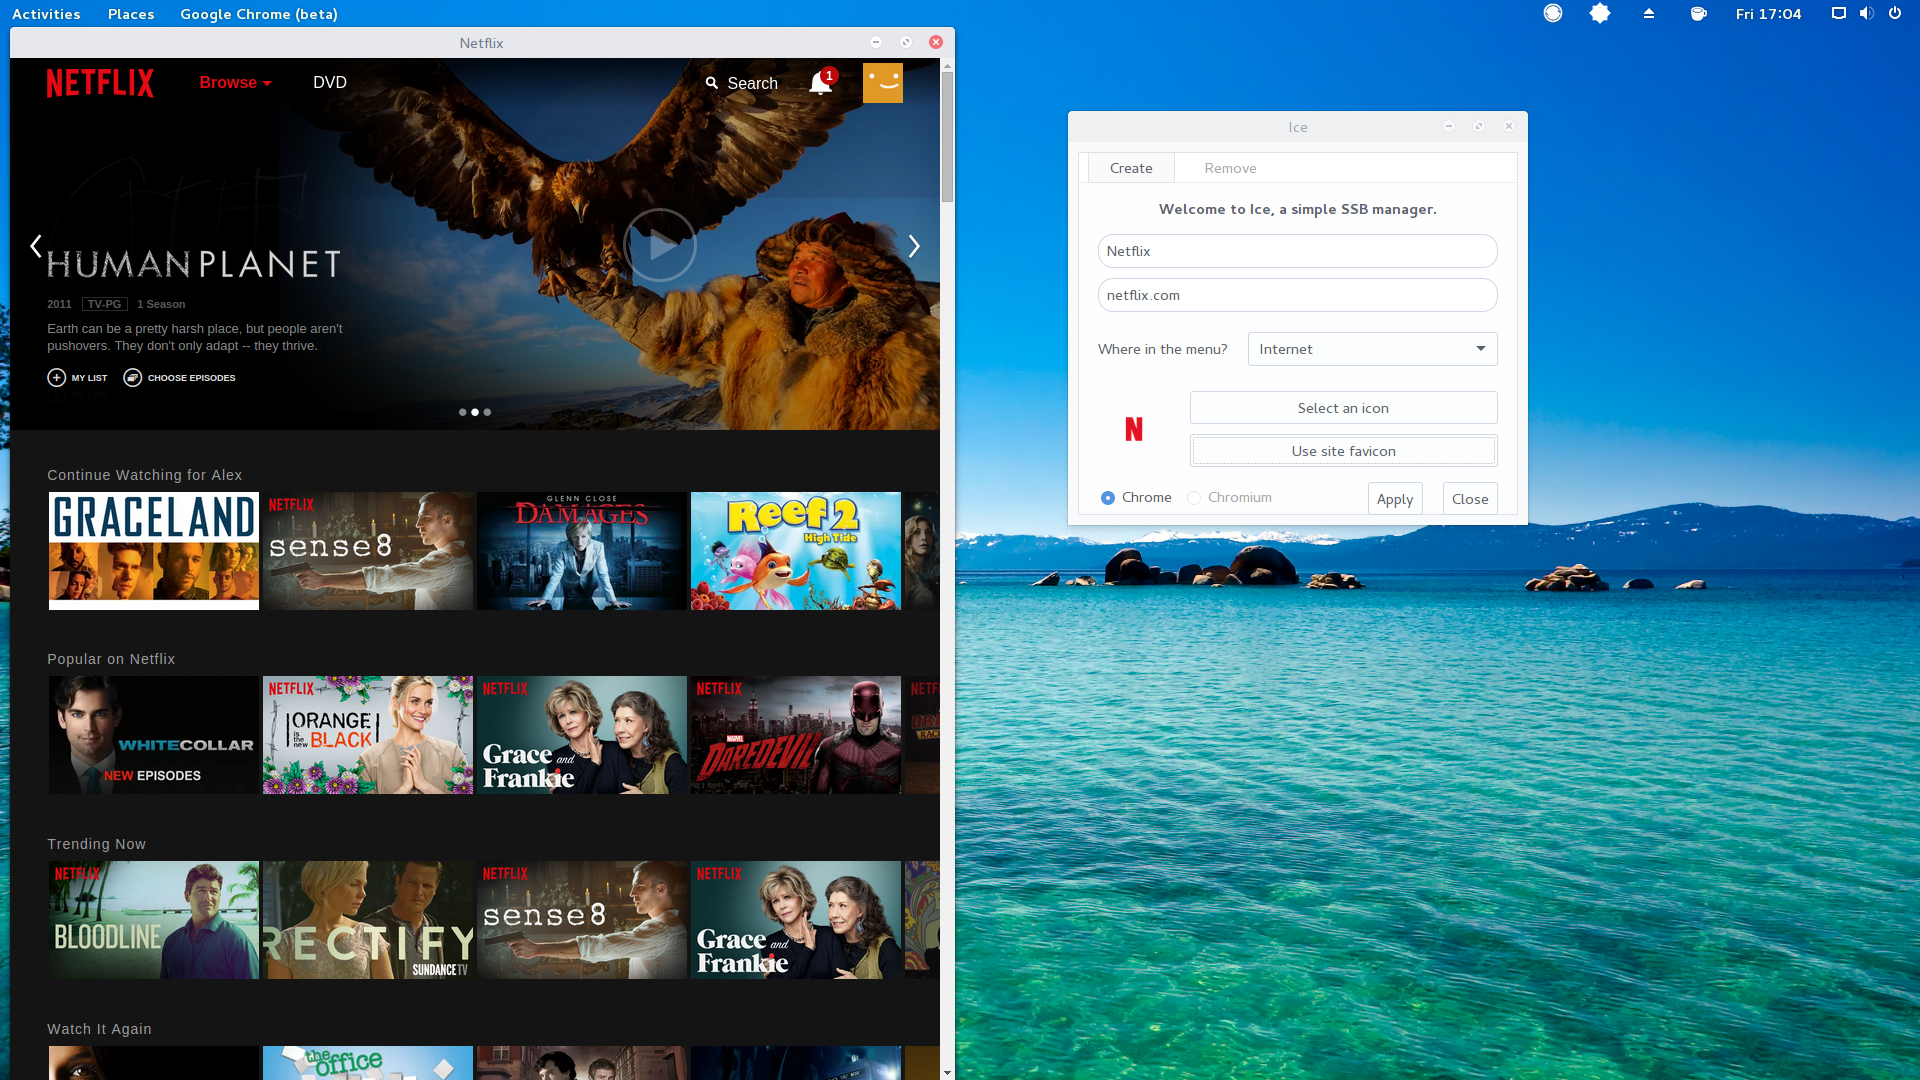 Activities Places Google Chrome (beta) Fri 17:04
Netflix
NETFLIX Browse DVD Search 1
HUMAN PLANET
2011 TV-PG 1 Season
Earth can be a pretty harsh place, but people aren't
pushovers. They don't only adapt -- they thrive.
MY LIST CHOOSE EPISODES
Continue Watching for Alex
GRACELAND
NETFLIX
sense8
GLENN CLOSE
DAMAGES
Reef 2
High Tide
Popular on Netflix
WHITECOLLAR
NEW EPISODES
NETFLIX
ORANGE
is the new BLACK
NETFLIX
Grace and
Frankie
NETFLIX
MARVEL
DAREDEVIL
Trending Now
NETFLIX
BLOODLINE
RECTIFY
SUNDANCE TV
NETFLIX
sense8
NETFLIX
Grace and
Frankie
Watch It Again
the office
Ice
Create Remove
Welcome to Ice, a simple SSB manager.
Netflix
netflix.com
Where in the menu? Internet
Select an icon
N
Use site favicon
Chrome Chromium Apply Close